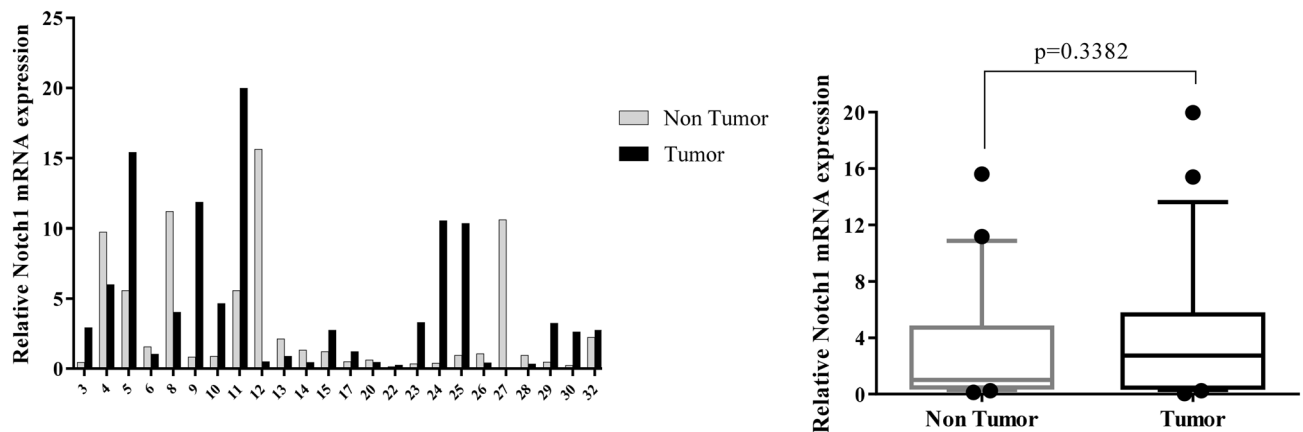 Relative Notch1 mRNA expression
25
20
15
10
5
0
3 4 5 6 8 9 10 11 12 13 14 15 17 20 22 23 24 25 26 27 28 29 30 32
Non Tumor
Tumor
p=0.3382
Relative Notch1 mRNA expression
20
16
12
8
4
0
Non Tumor Tumor